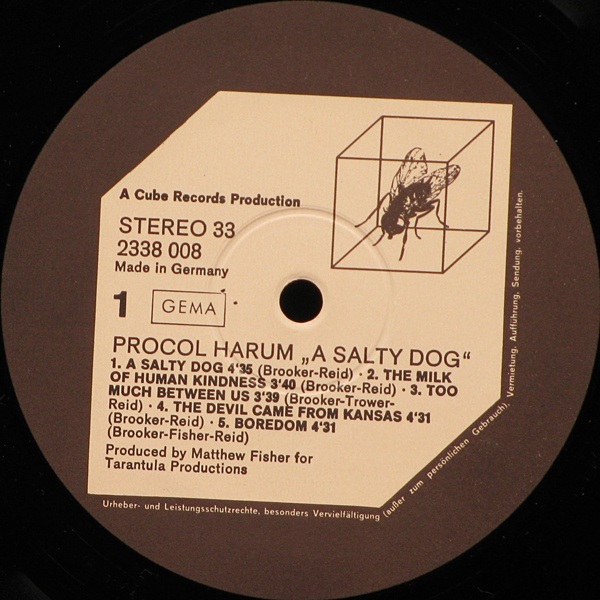 A Cube Records Production
STEREO 33
2338 008
Made in Germany
1 GEMA
PROCOL HARUM „A SALTY DOG“
1. A SALTY DOG 4'35 (Brooker-Reid) · 2. THE MILK
OF HUMAN KINDNESS 3'40 (Brooker-Reid) · 3. TOO
MUCH BETWEEN US 3'39 (Brooker-Trower-
Reid) · 4. THE DEVIL CAME FROM KANSAS 4'31
(Brooker-Reid) · 5. BOREDOM 4'31
(Brooker-Fisher-Reid)
Produced by Matthew Fisher for
Tarantula Productions
Urheber- und Leistungsschutzrechte, besonders Vervielfältigung (außer zum persönlichen Gebrauch), Vermietung, Aufführung, Sendung, vorbehalten.